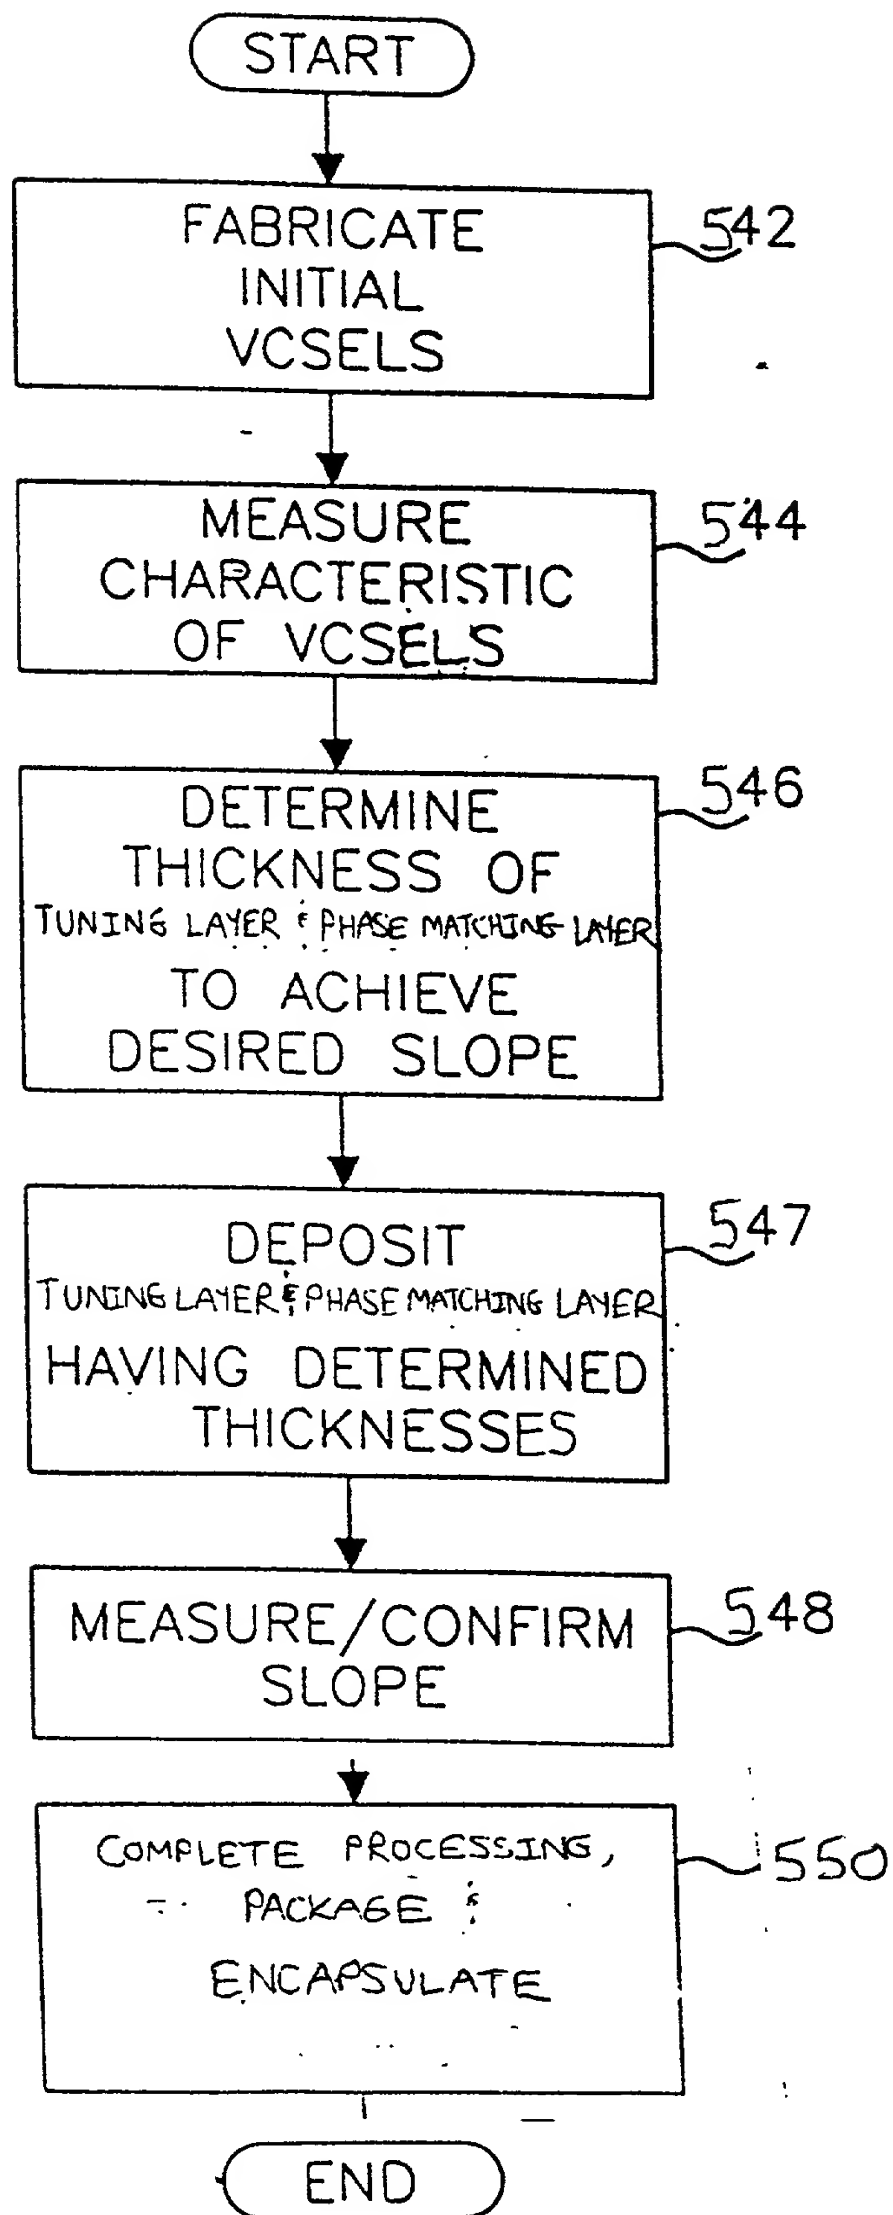 START
FABRICATE
INITIAL
VCSELS
542
MEASURE
CHARACTERISTIC
OF VCSELS
544
DETERMINE
THICKNESS OF
TUNING LAYER & PHASE MATCHING LAYER
TO ACHIEVE
DESIRED SLOPE
546
DEPOSIT
TUNING LAYER & PHASE MATCHING LAYER
HAVING DETERMINED
THICKNESSES
547
MEASURE/CONFIRM
SLOPE
548
COMPLETE PROCESSING,
PACKAGE &
ENCAPSULATE
550
END